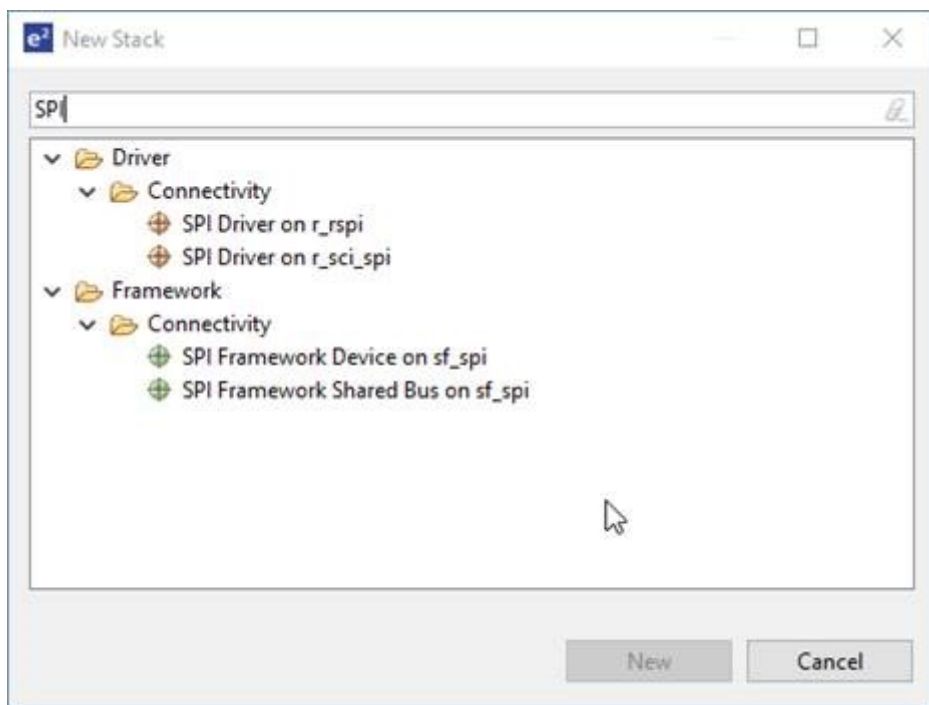 e² New Stack
SPI
Driver
Connectivity
SPI Driver on r_rspi
SPI Driver on r_sci_spi
Framework
Connectivity
SPI Framework Device on sf_spi
SPI Framework Shared Bus on sf_spi
New Cancel